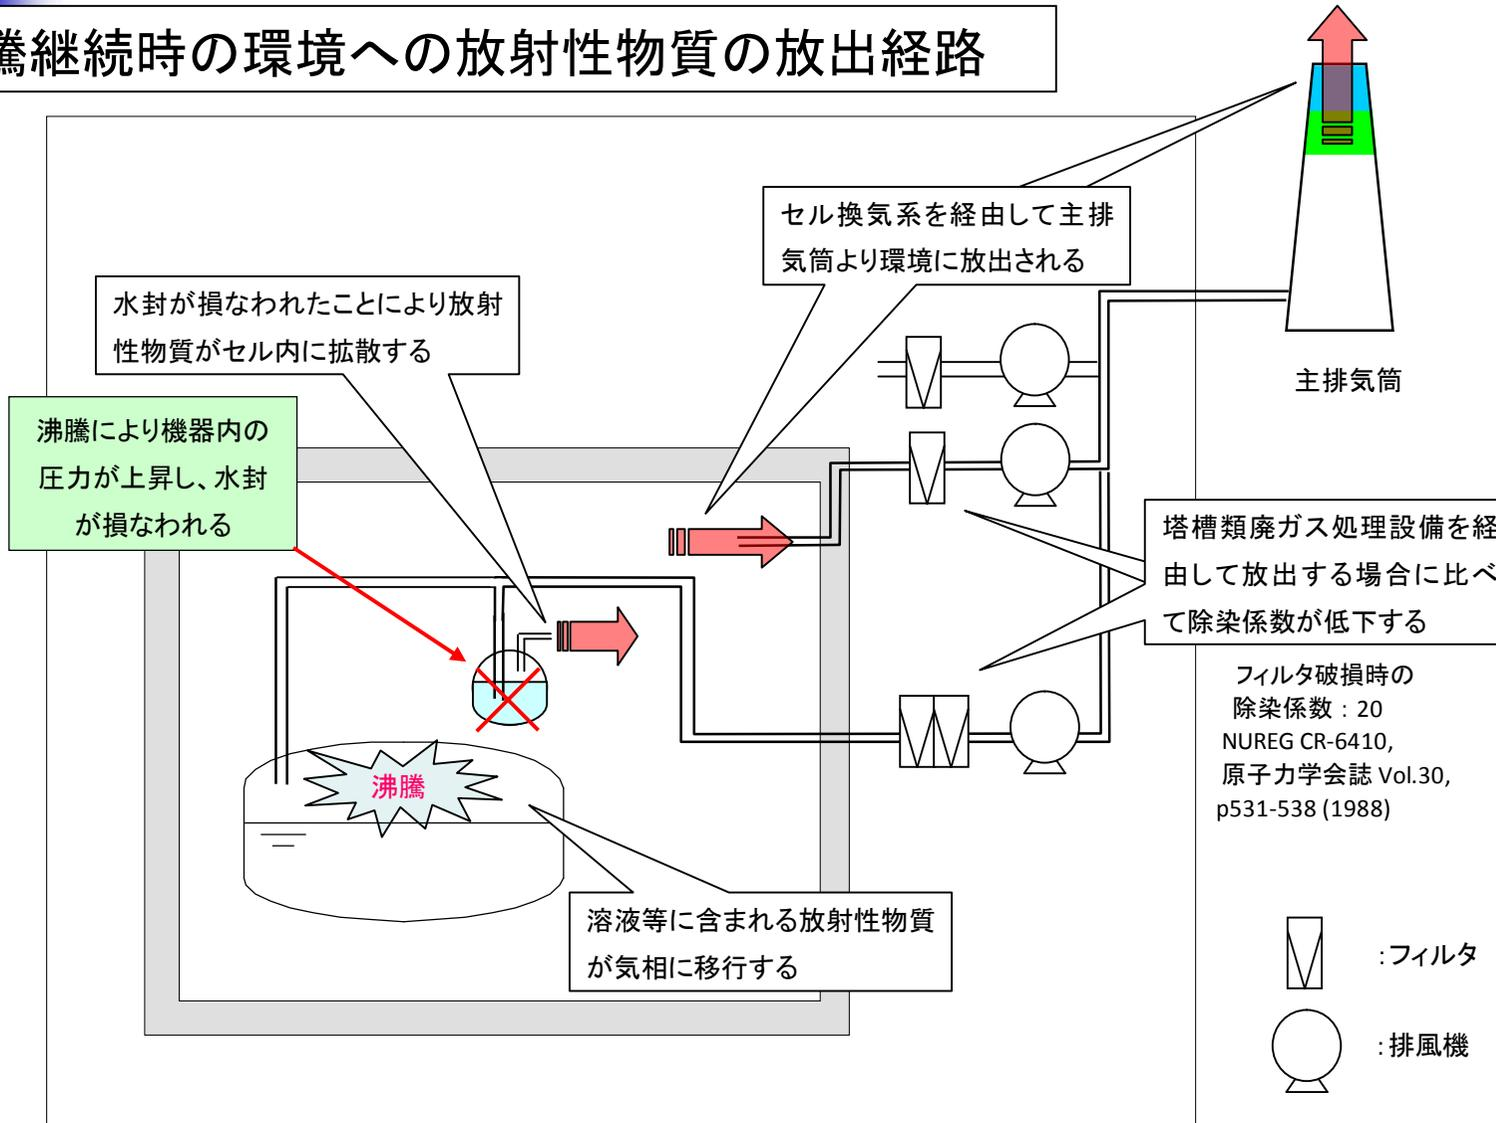 騰継続時の環境への放射性物質の放出経路
セル換気系を経由して主排
気筒より環境に放出される
水封が損なわれたことにより放射
性物質がセル内に拡散する
主排気筒
沸騰により機器内の
圧力が上昇し、水封
が損なわれる
塔槽類廃ガス処理設備を経
由して放出する場合に比べ
て除染係数が低下する
フィルタ破損時の
除染係数：20
NUREG CR-6410,
原子力学会誌 Vol.30,
p531-538 (1988)
沸騰
溶液等に含まれる放射性物質
が気相に移行する
:フィルタ
:排風機